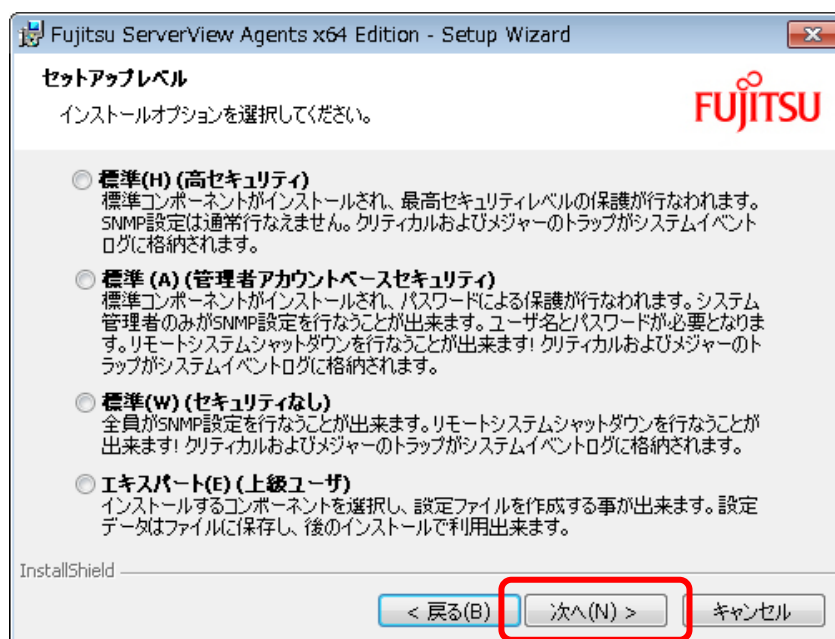 Fujitsu ServerView Agents x64 Edition - Setup Wizard
セットアップレベル
インストールオプションを選択してください。
FUJITSU
標準(H) (高セキュリティ)
標準コンポーネントがインストールされ、最高セキュリティレベルの保護が行なわれます。
SNMP設定は通常行なえません。クリティカルおよびメジャーのトラップがシステムイベント
ログに格納されます。
標準 (A) (管理者アカウントベースセキュリティ)
標準コンポーネントがインストールされ、パスワードによる保護が行なわれます。システム
管理者のみがSNMP設定を行なうことが出来ます。ユーザ名とパスワードが必要となりま
す。リモートシステムシャットダウンを行なうことが出来ます! クリティカルおよびメジャーのト
ラップがシステムイベントログに格納されます。
標準(W) (セキュリティなし)
全員がSNMP設定を行なうことが出来ます。リモートシステムシャットダウンを行なうことが
出来ます! クリティカルおよびメジャーのトラップがシステムイベントログに格納されます。
エキスパート(E) (上級ユーザ)
インストールするコンポーネントを選択し、設定ファイルを作成する事が出来ます。設定
データはファイルに保存し、後のインストールで利用出来ます。
InstallShield
< 戻る(B)
次へ(N) >
キャンセル